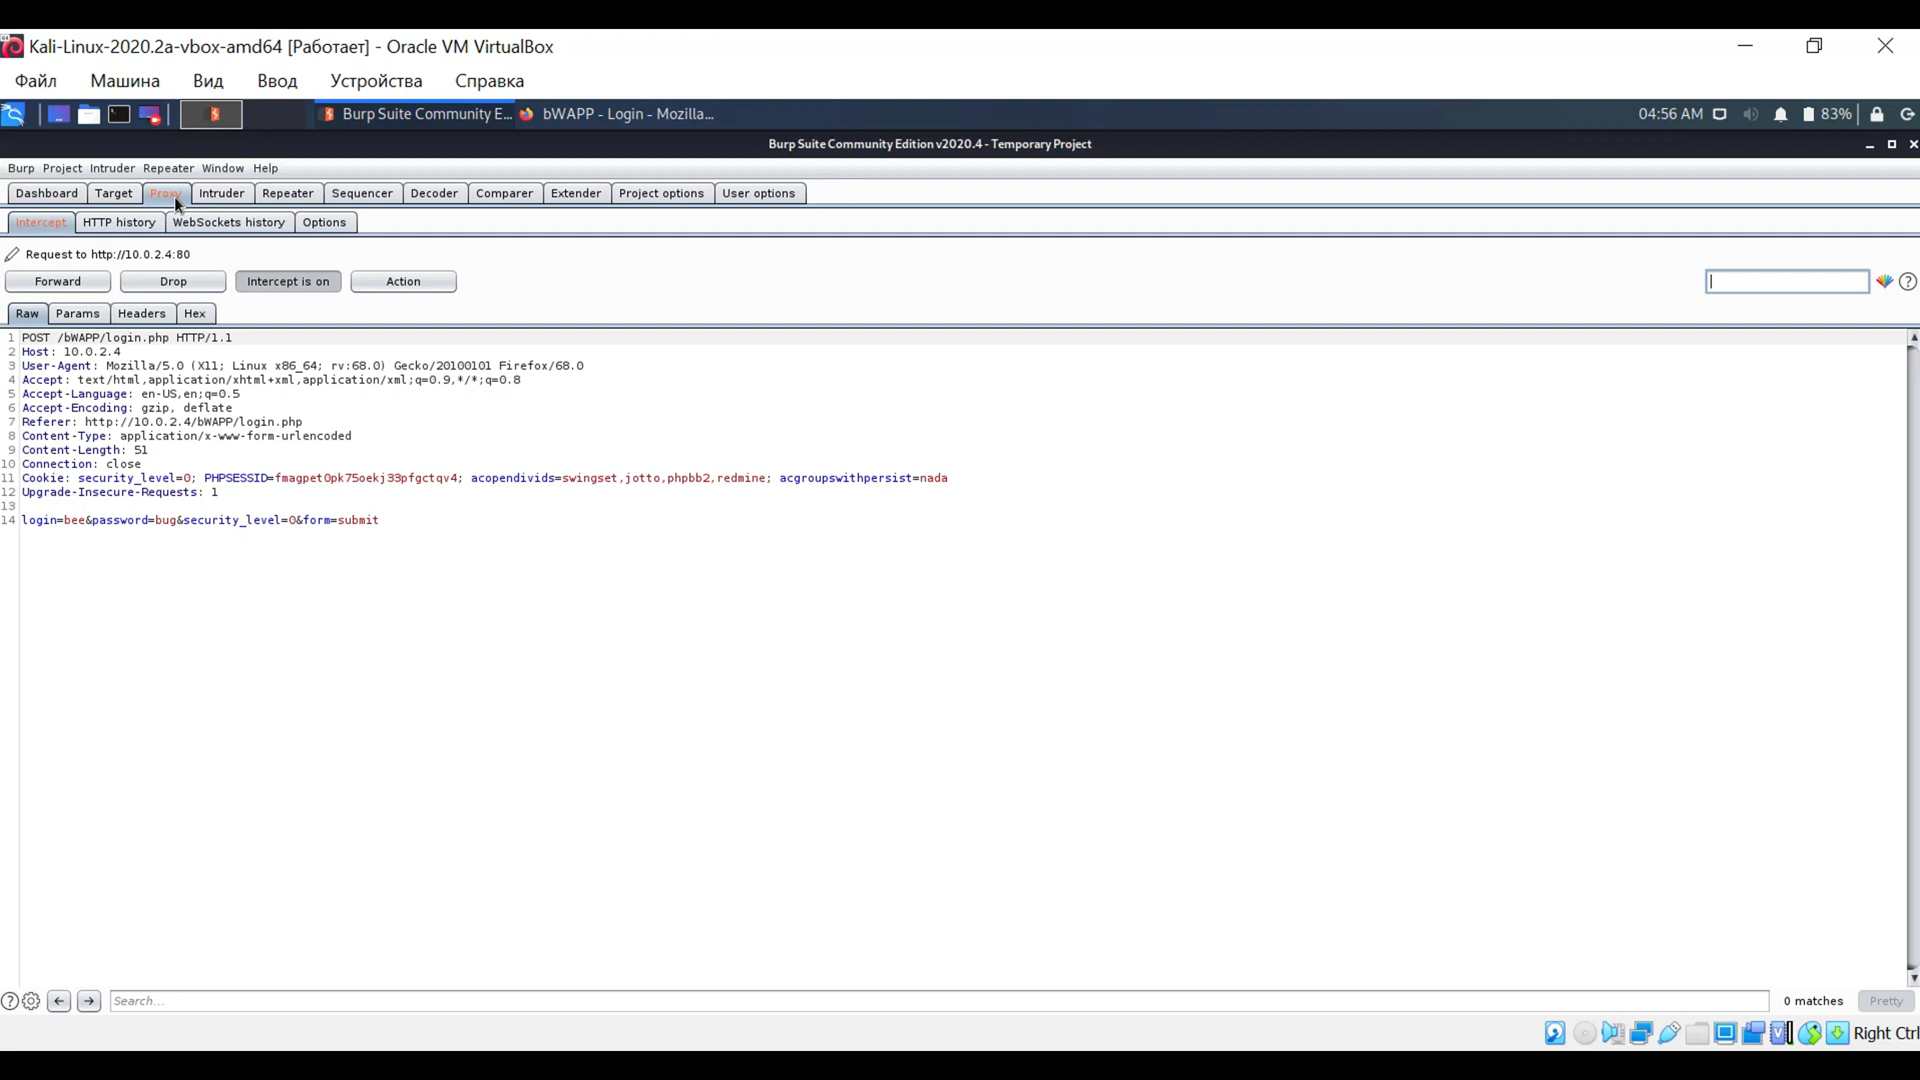 Kali-Linux-2020.2a-vbox-amd64 [Работает] - Oracle VM VirtualBox
Файл Машина Вид Ввод Устройства Справка
Burp Suite Community E... bWAPP - Login - Mozilla... 04:56 AM 83%
Burp Suite Community Edition v2020.4 - Temporary Project
Burp Project Intruder Repeater Window Help
Dashboard Target Proxy Intruder Repeater Sequencer Decoder Comparer Extender Project options User options
Intercept HTTP history WebSockets history Options
Request to http://10.0.2.4:80
Forward Drop Intercept is on Action
Raw Params Headers Hex
1 POST /bWAPP/login.php HTTP/1.1
2 Host: 10.0.2.4
3 User-Agent: Mozilla/5.0 (X11; Linux x86_64; rv:68.0) Gecko/20100101 Firefox/68.0
4 Accept: text/html,application/xhtml+xml,application/xml;q=0.9,*/*;q=0.8
5 Accept-Language: en-US,en;q=0.5
6 Accept-Encoding: gzip, deflate
7 Referer: http://10.0.2.4/bWAPP/login.php
8 Content-Type: application/x-www-form-urlencoded
9 Content-Length: 51
10 Connection: close
11 Cookie: security_level=0; PHPSESSID=fmagpet0pk75oekj33pfgctqv4; acopendivids=swingset,jotto,phpbb2,redmine; acgroupswithpersist=nada
12 Upgrade-Insecure-Requests: 1
13
14 login=bee&password=bug&security_level=0&form=submit
Search... 0 matches Pretty
Right Ctrl